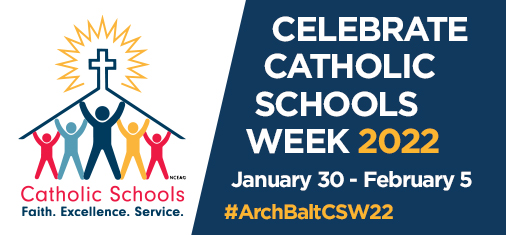 CELEBRATE
CATHOLIC
SCHOOLS
WEEK 2022
January 30 - February 5
#ArchBaltCSW22
NCEA©
Catholic Schools
Faith. Excellence. Service.